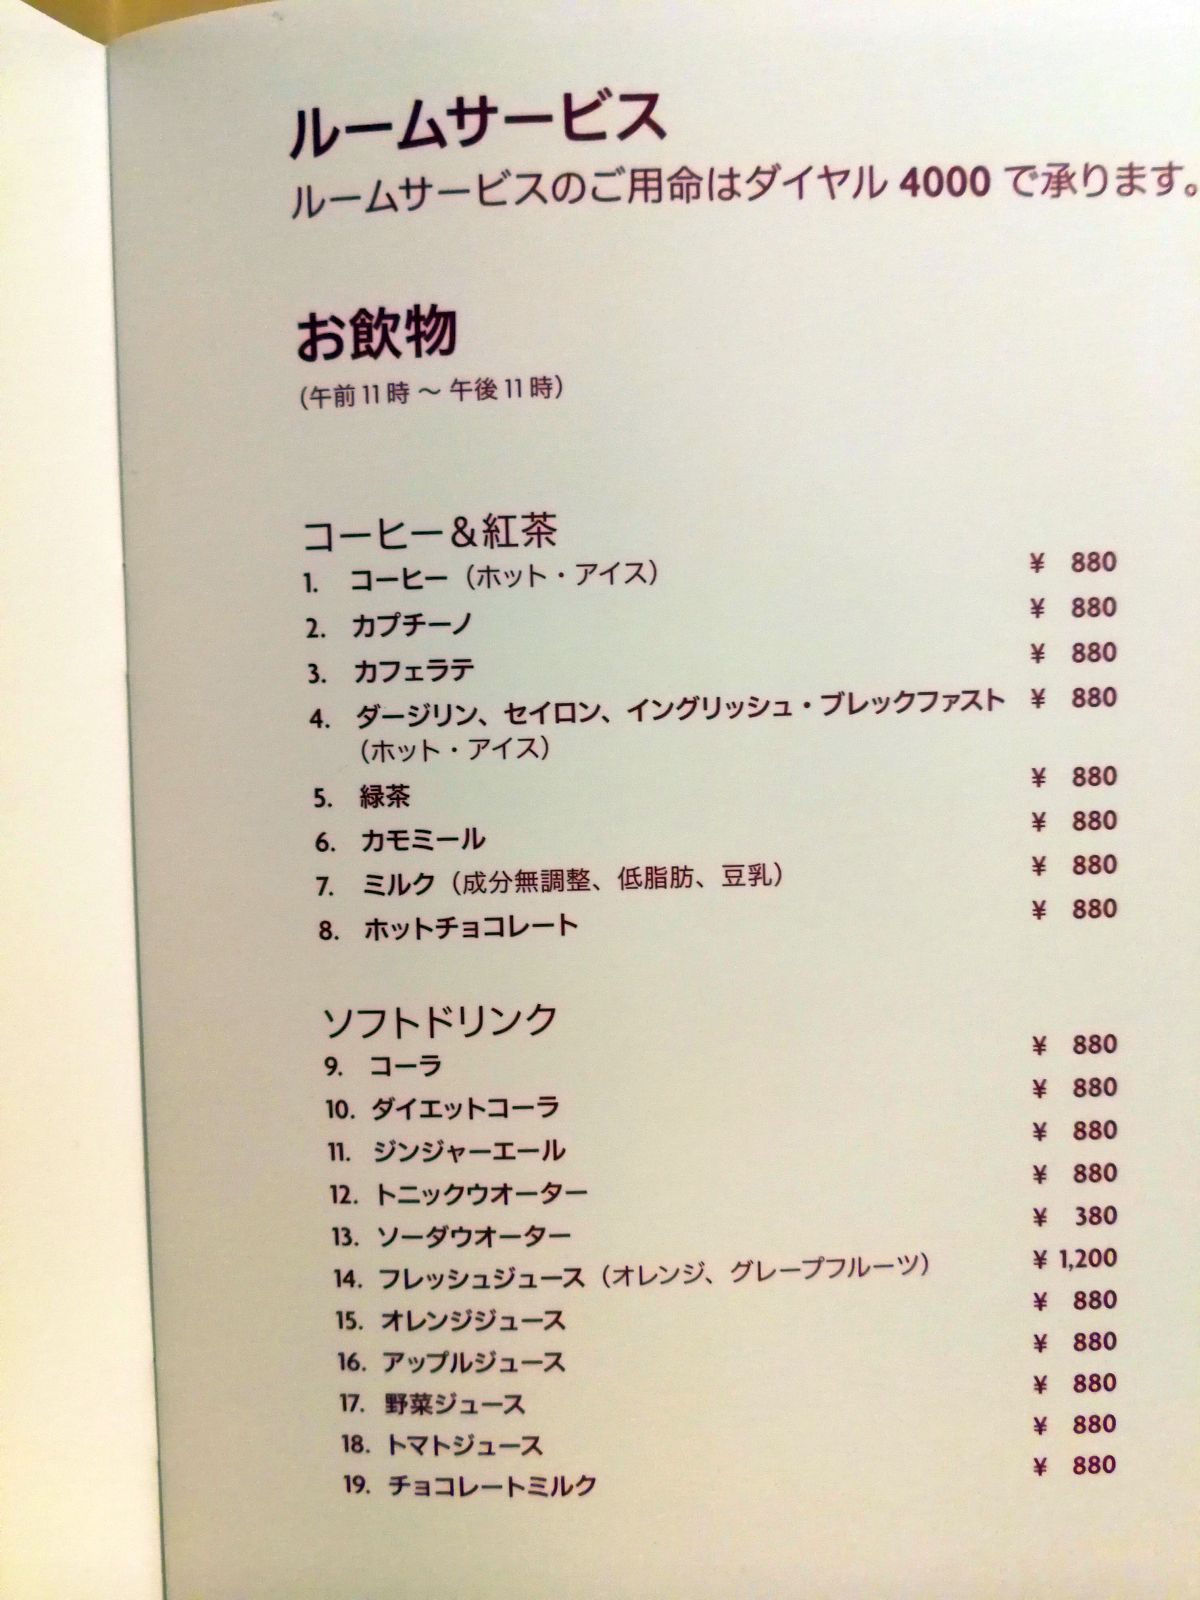 ルームサービス
ルームサービスのご用命はダイヤル 4000 で承ります。
お飲物
(午前 11 時 ～ 午後 11 時)
コーヒー＆紅茶
1. コーヒー（ホット・アイス） ¥ 880
2. カプチーノ ¥ 880
3. カフェラテ ¥ 880
4. ダージリン、セイロン、イングリッシュ・ブレックファスト ¥ 880
（ホット・アイス）
5. 緑茶 ¥ 880
6. カモミール ¥ 880
7. ミルク（成分無調整、低脂肪、豆乳） ¥ 880
8. ホットチョコレート ¥ 880
ソフトドリンク
9. コーラ ¥ 880
10. ダイエットコーラ ¥ 880
11. ジンジャーエール ¥ 880
12. トニックウオーター ¥ 880
13. ソーダウオーター ¥ 380
14. フレッシュジュース（オレンジ、グレープフルーツ） ¥ 1,200
15. オレンジジュース ¥ 880
16. アップルジュース ¥ 880
17. 野菜ジュース ¥ 880
18. トマトジュース ¥ 880
19. チョコレートミルク ¥ 880